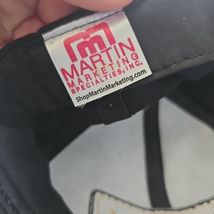 m
MARTIN
MARKETING
SPECIALTIES, INC.
ShopMartinMarketing.com